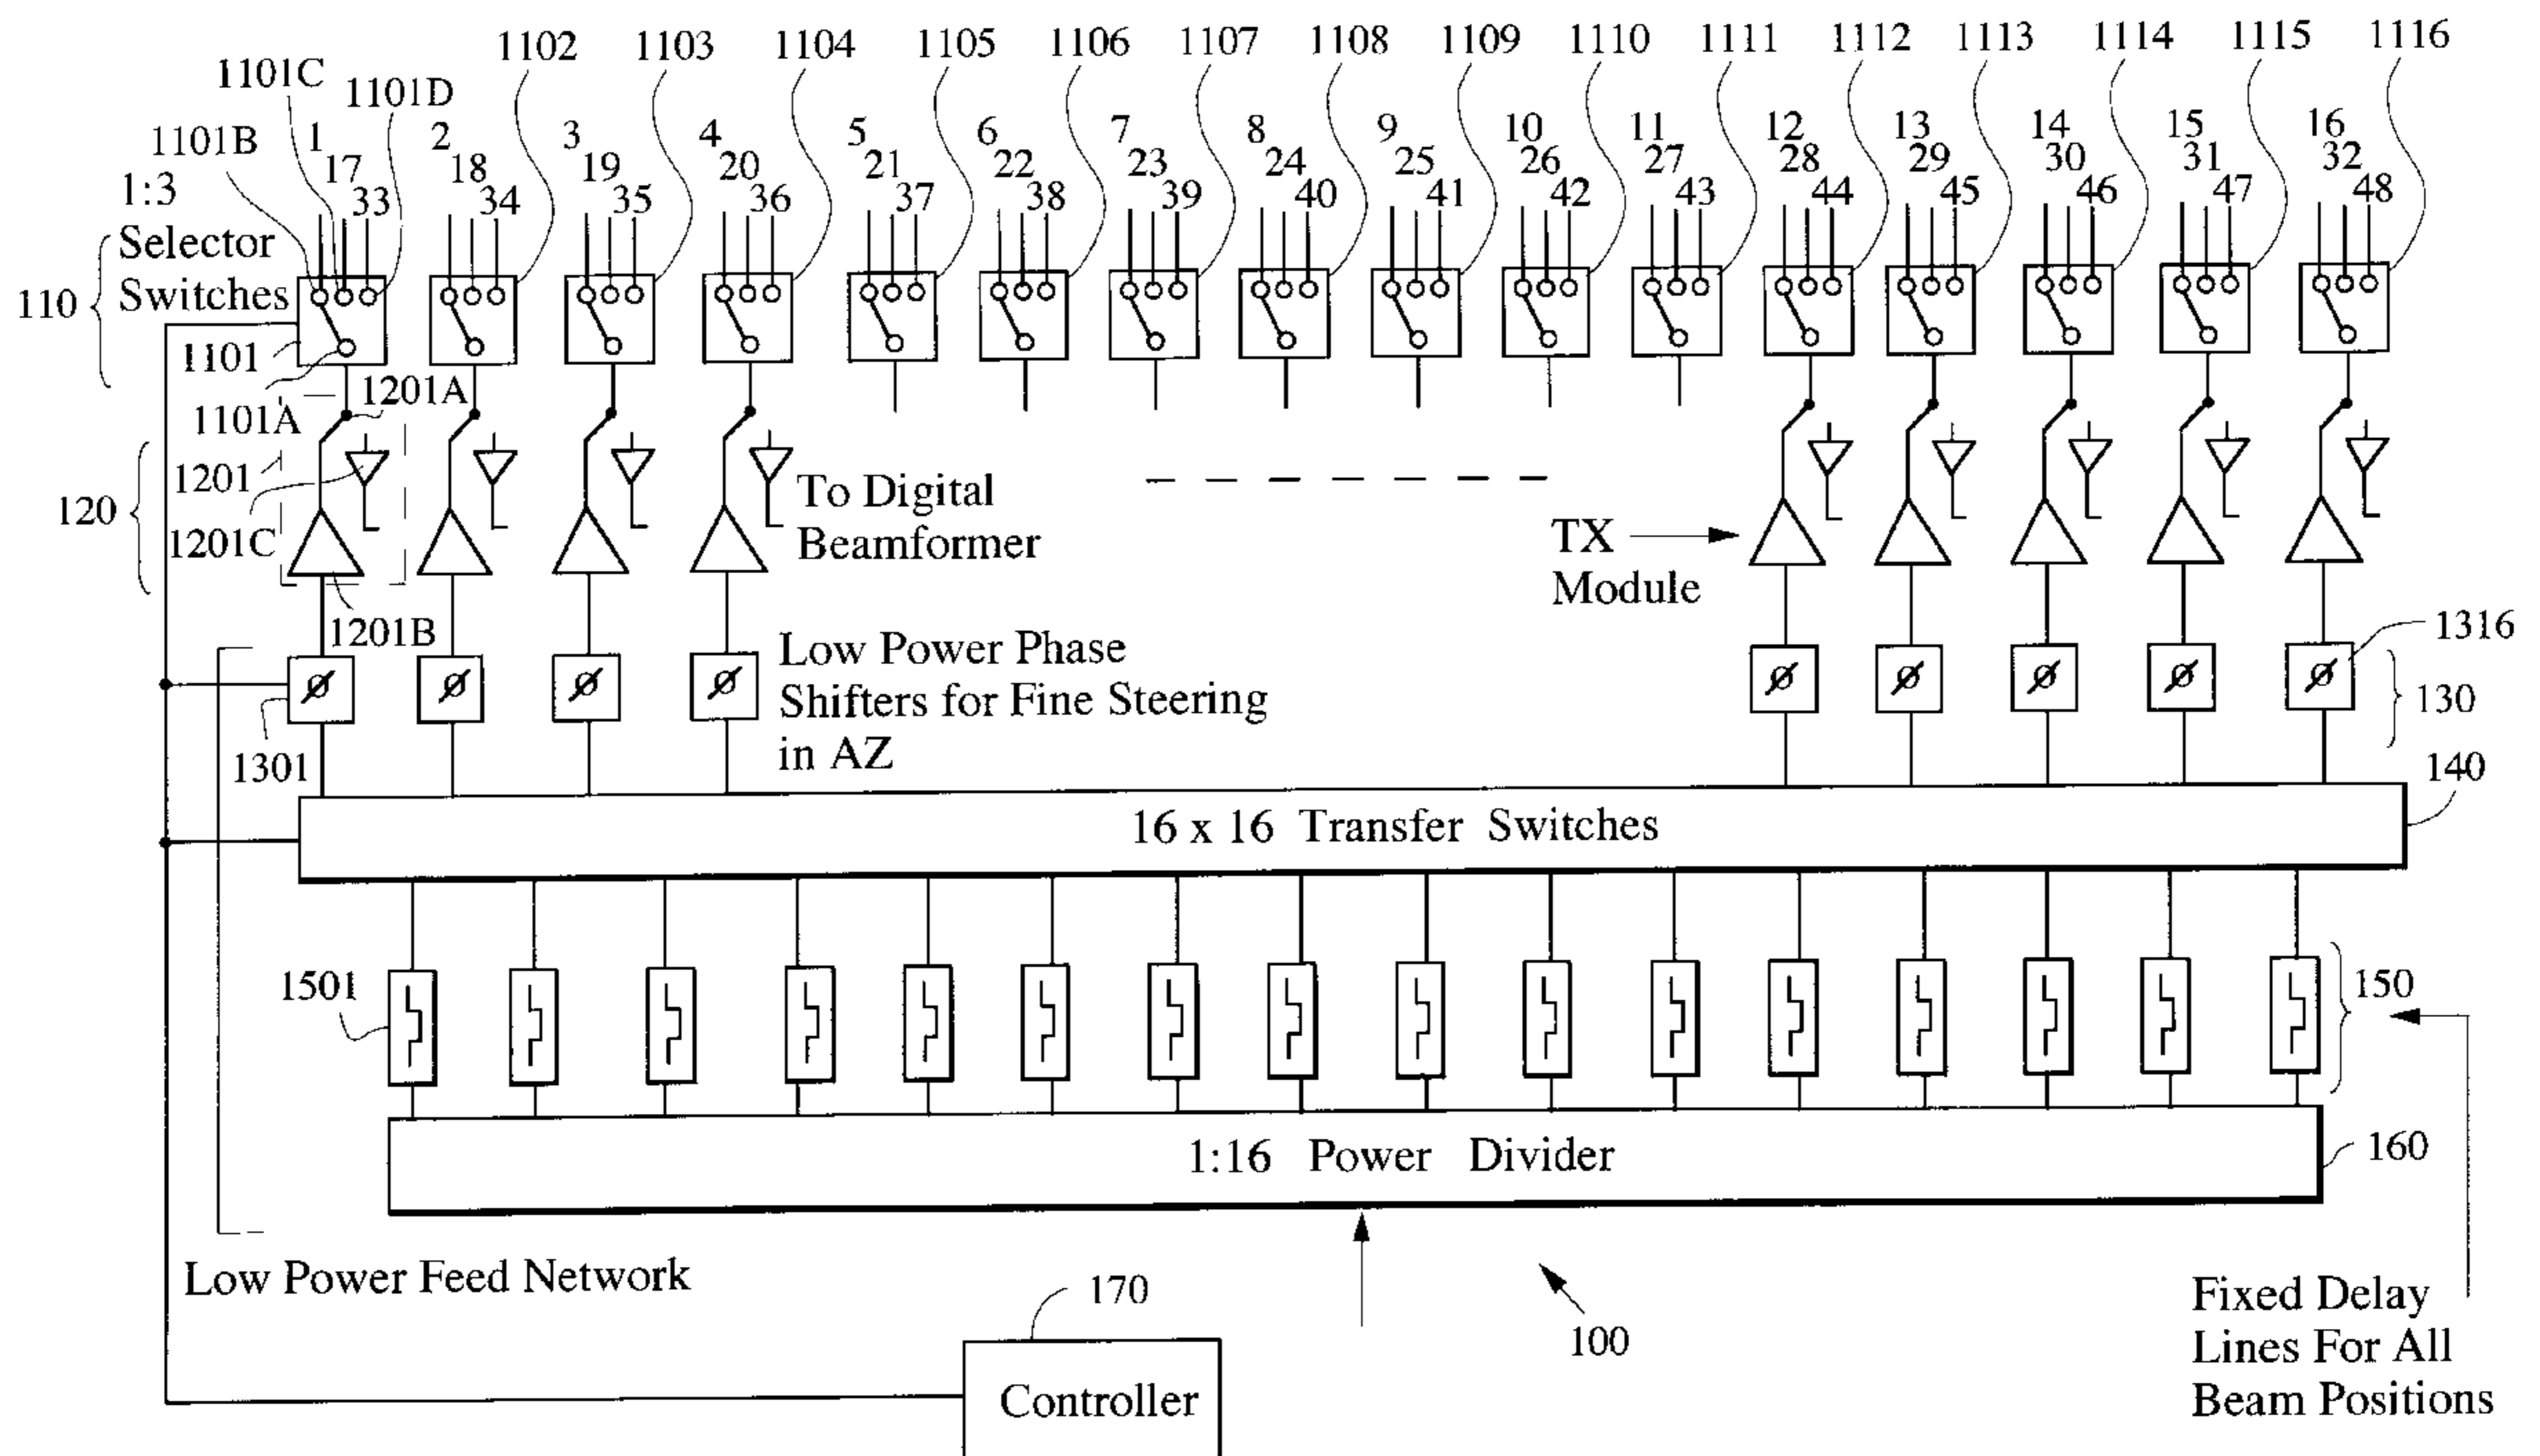 1102 1103 1104 1105 1106 1107 1108 1109 1110 1111 1112 1113 1114 1115 1116
1101C
1101D
1101B
1 2 3 4 5 6 7 8 9 10 11 12 13 14 15 16
17 18 19 20 21 22 23 24 25 26 27 28 29 30 31 32
33 34 35 36 37 38 39 40 41 42 43 44 45 46 47 48
1:3
Selector
Switches
110
1101
1101A
1201A
1201
120
1201C
1201B
To Digital
Beamformer
TX
Module
Low Power Phase
Shifters for Fine Steering
in AZ
ø ø ø ø ø ø ø ø ø
1316
130
1301
140
16 x 16 Transfer Switches
1501
150
1:16 Power Divider
160
Low Power Feed Network
170
100
Controller
Fixed Delay
Lines For All
Beam Positions